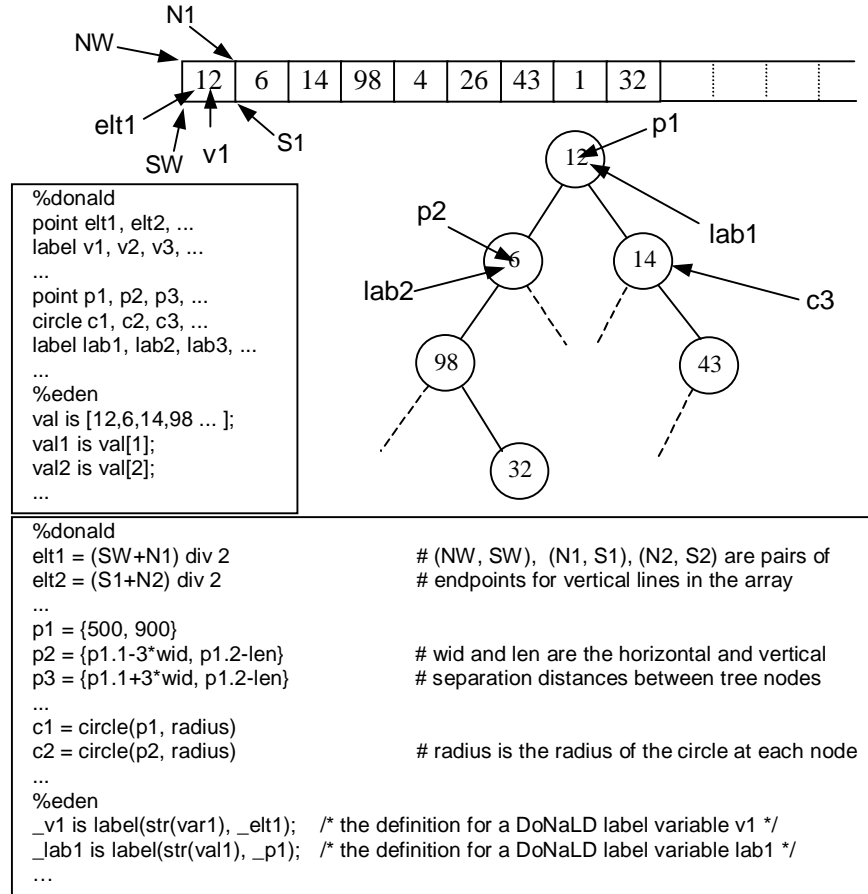 N1
NW
12 6 14 98 4 26 43 1 32
elt1
SW
v1
S1
p1
12
lab1
p2
6
14
lab2
c3
98
43
32
%donald
point elt1, elt2, ...
label v1, v2, v3, ...
...
point p1, p2, p3, ...
circle c1, c2, c3, ...
label lab1, lab2, lab3, ...
...
%eden
val is [12,6,14,98 ... ];
val1 is val[1];
val2 is val[2];
...
%donald
elt1 = (SW+N1) div 2 # (NW, SW), (N1, S1), (N2, S2) are pairs of
elt2 = (S1+N2) div 2 # endpoints for vertical lines in the array
...
p1 = {500, 900}
p2 = {p1.1-3*wid, p1.2-len} # wid and len are the horizontal and vertical
p3 = {p1.1+3*wid, p1.2-len} # separation distances between tree nodes
...
c1 = circle(p1, radius)
c2 = circle(p2, radius) # radius is the radius of the circle at each node
...
%eden
_v1 is label(str(var1), _elt1); /* the definition for a DoNaLD label variable v1 */
_lab1 is label(str(val1), _p1); /* the definition for a DoNaLD label variable lab1 */
...